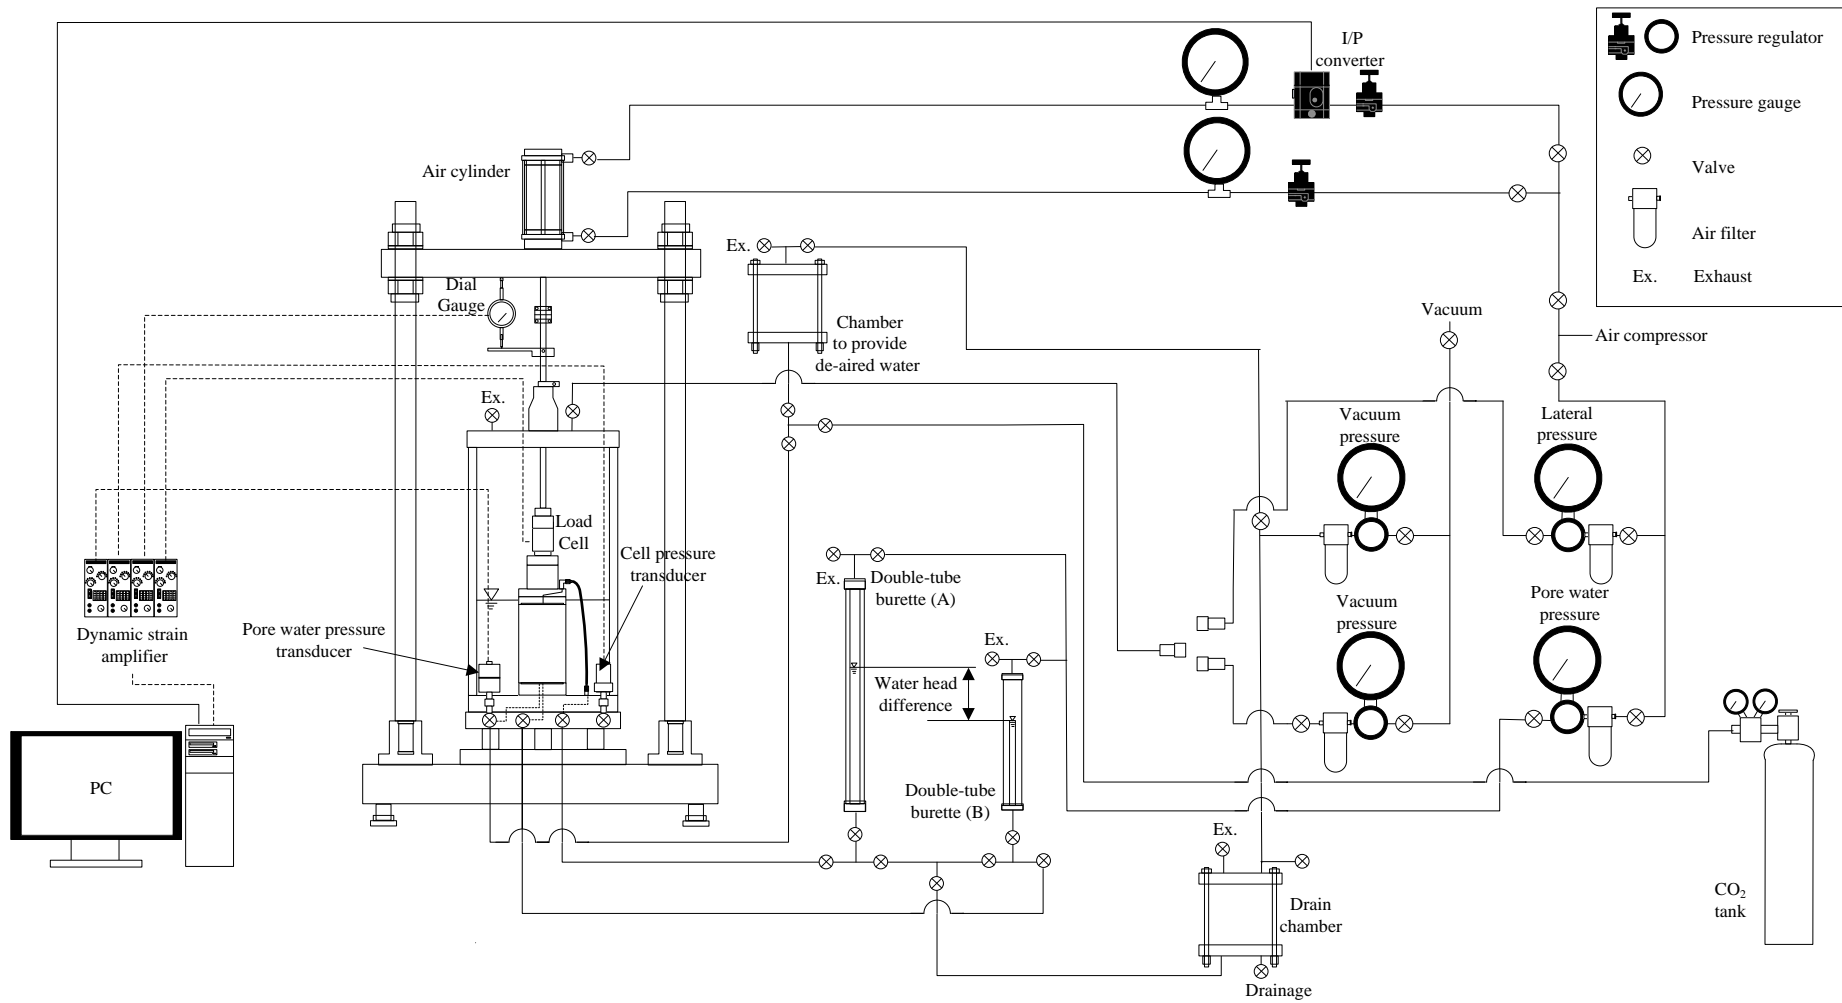 I/P
converter
Pressure regulator
Pressure gauge
Valve
Air filter
Ex. Exhaust
Air cylinder
Ex.
Dial
Gauge
Chamber
to provide
de-aired water
Vacuum
Air compressor
Ex.
Vacuum
pressure
Lateral
pressure
Load
Cell
Cell pressure
transducer
Ex.
Double-tube
burette (A)
Vacuum
pressure
Pore water
pressure
Dynamic strain
amplifier
Pore water pressure
transducer
Ex.
Water head
difference
PC
Double-tube
burette (B)
Ex.
Drain
chamber
CO₂
tank
Drainage